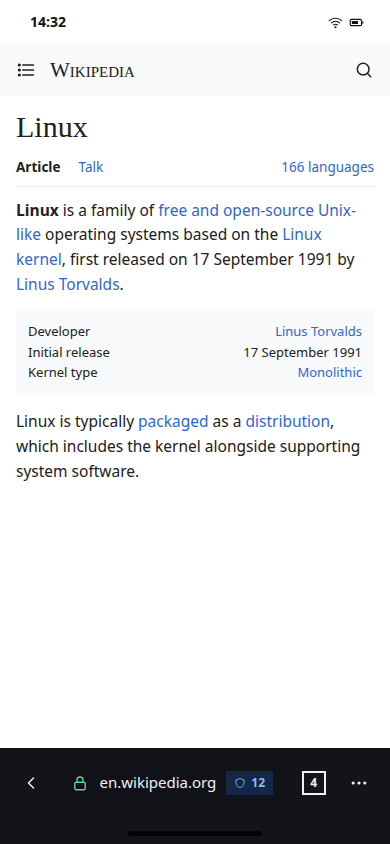 14:32
WIKIPEDIA
Linux
Article Talk 166 languages
Linux is a family of free and open-source Unix-
like operating systems based on the Linux
kernel, first released on 17 September 1991 by
Linus Torvalds.
Developer Linus Torvalds
Initial release 17 September 1991
Kernel type Monolithic
Linux is typically packaged as a distribution,
which includes the kernel alongside supporting
system software.
en.wikipedia.org 12 4